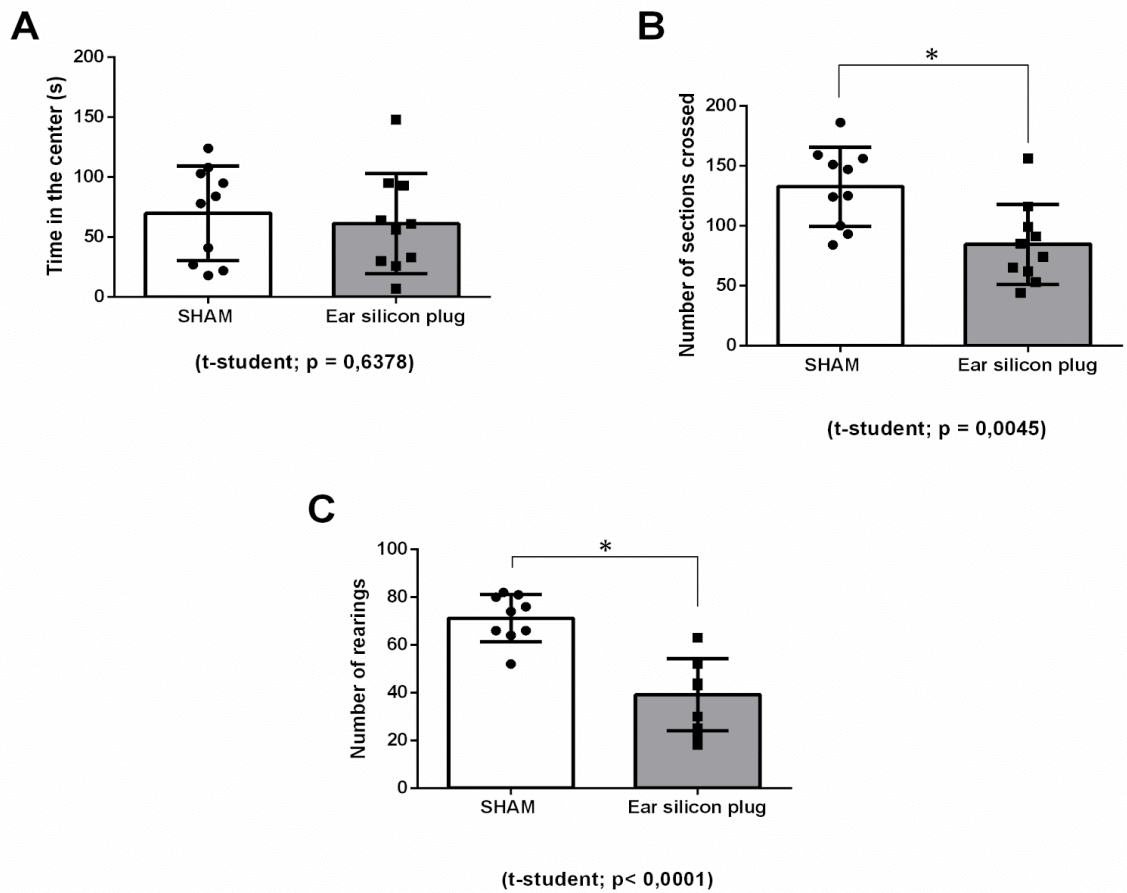 A
Time in the center (s)
200
150
100
50
0
SHAM
Ear silicon plug
(t-student; p = 0,6378)
B
*
Number of sections crossed
200
150
100
50
0
SHAM
Ear silicon plug
(t-student; p = 0,0045)
C
*
Number of rearings
100
80
60
40
20
0
SHAM
Ear silicon plug
(t-student; p< 0,0001)